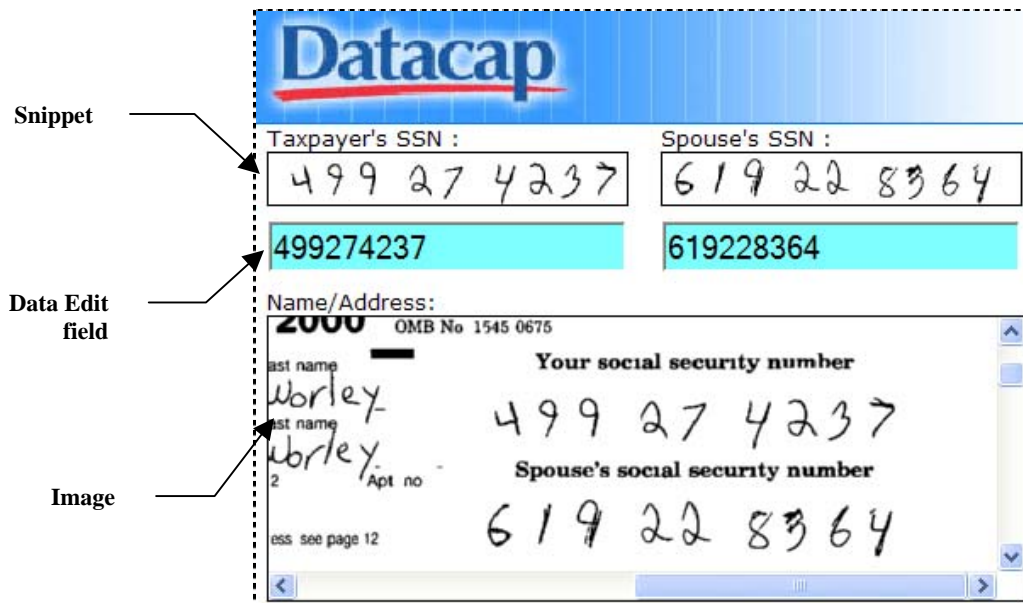 Datacap
Snippet
Taxpayer's SSN : Spouse's SSN :
499 27 4237 619 22 8364
499274237 619228364
Data Edit
field
Name/Address:
2000 OMB No 1545 0675
ast name Your social security number
Worley
499 27 4237
ast name
Worley
Spouse's social security number
2 Apt no
Image
619 22 8364
ess see page 12